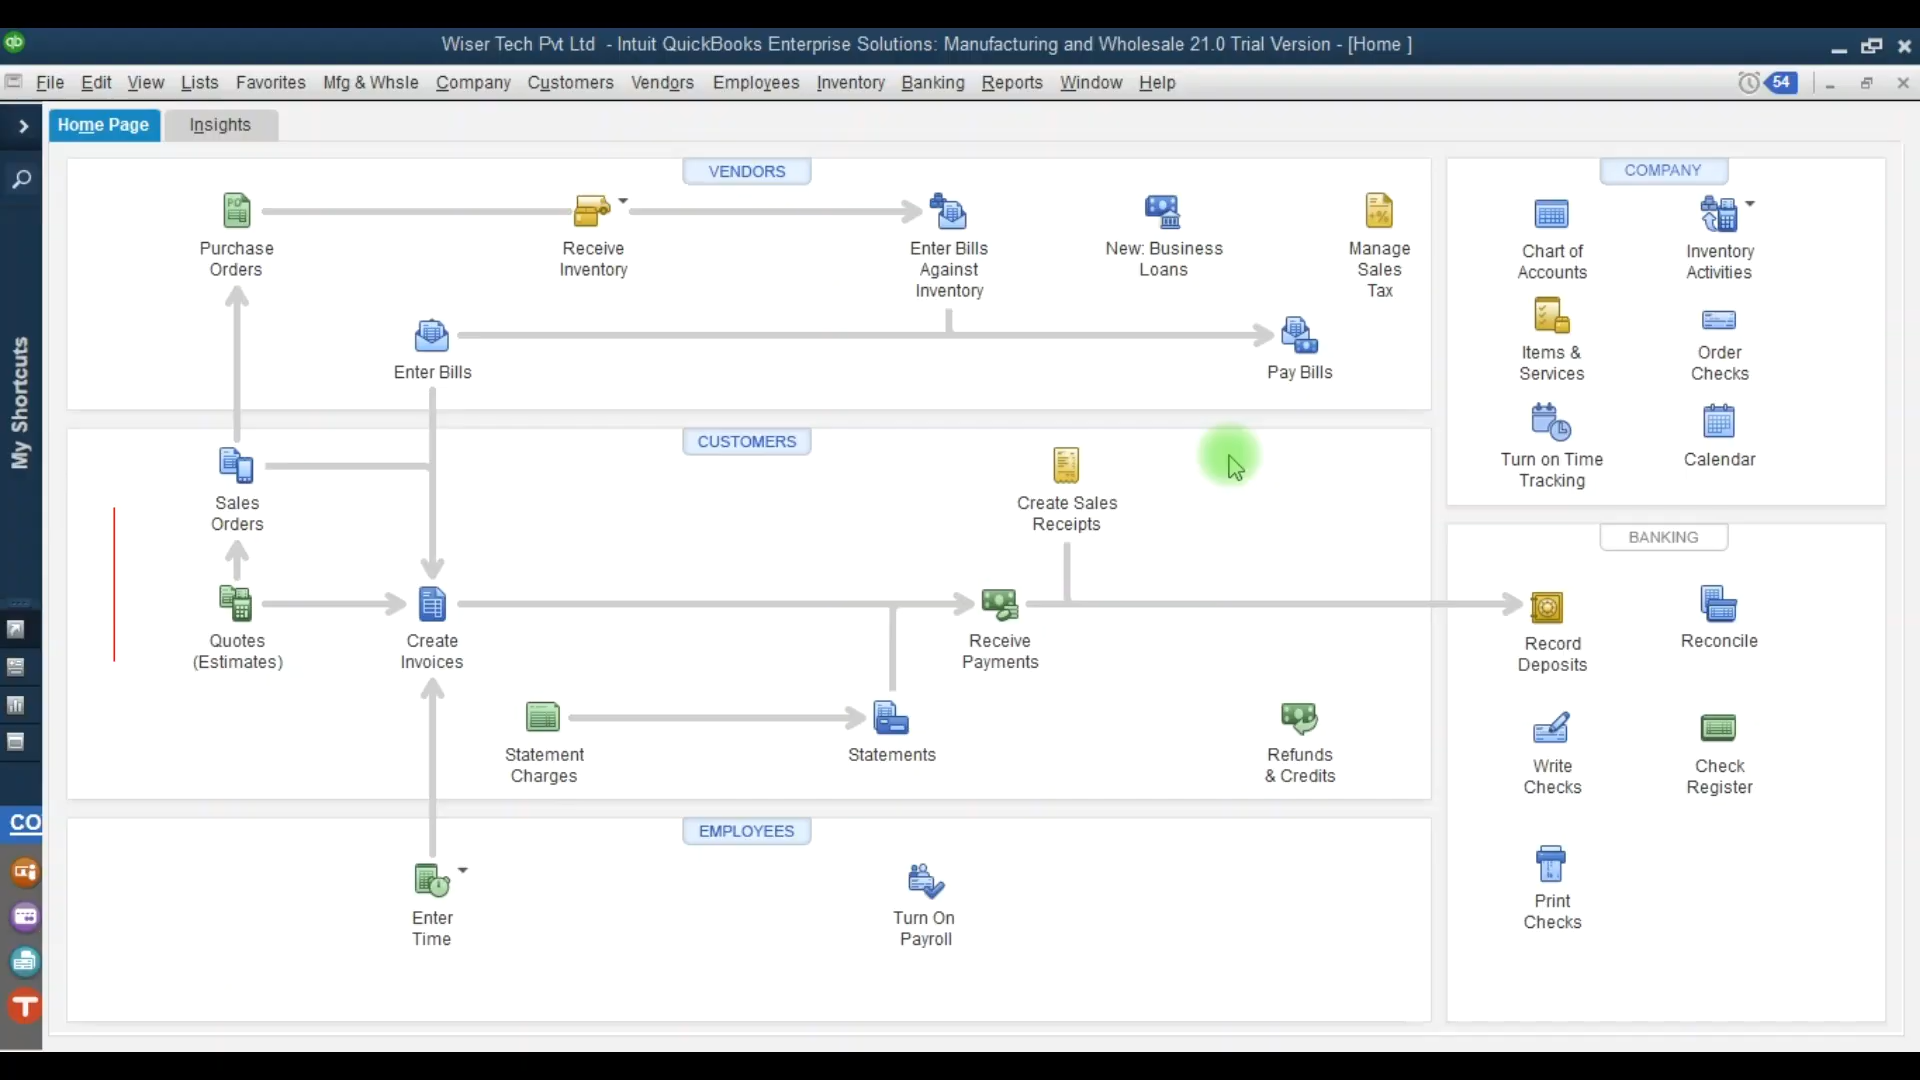 qb
Wiser Tech Pvt Ltd - Intuit QuickBooks Enterprise Solutions: Manufacturing and Wholesale 21.0 Trial Version - [Home ]
File Edit View Lists Favorites Mfg & Whsle Company Customers Vendors Employees Inventory Banking Reports Window Help
54
Home Page
Insights
My Shortcuts
CO
VENDORS
Purchase
Orders
Receive
Inventory
Enter Bills
Against
Inventory
New: Business
Loans
Manage
Sales
Tax
Enter Bills
Pay Bills
CUSTOMERS
Sales
Orders
Create Sales
Receipts
Quotes
(Estimates)
Create
Invoices
Receive
Payments
Statement
Charges
Statements
Refunds
& Credits
EMPLOYEES
Enter
Time
Turn On
Payroll
COMPANY
Chart of
Accounts
Inventory
Activities
Items &
Services
Order
Checks
Turn on Time
Tracking
Calendar
BANKING
Record
Deposits
Reconcile
Write
Checks
Check
Register
Print
Checks